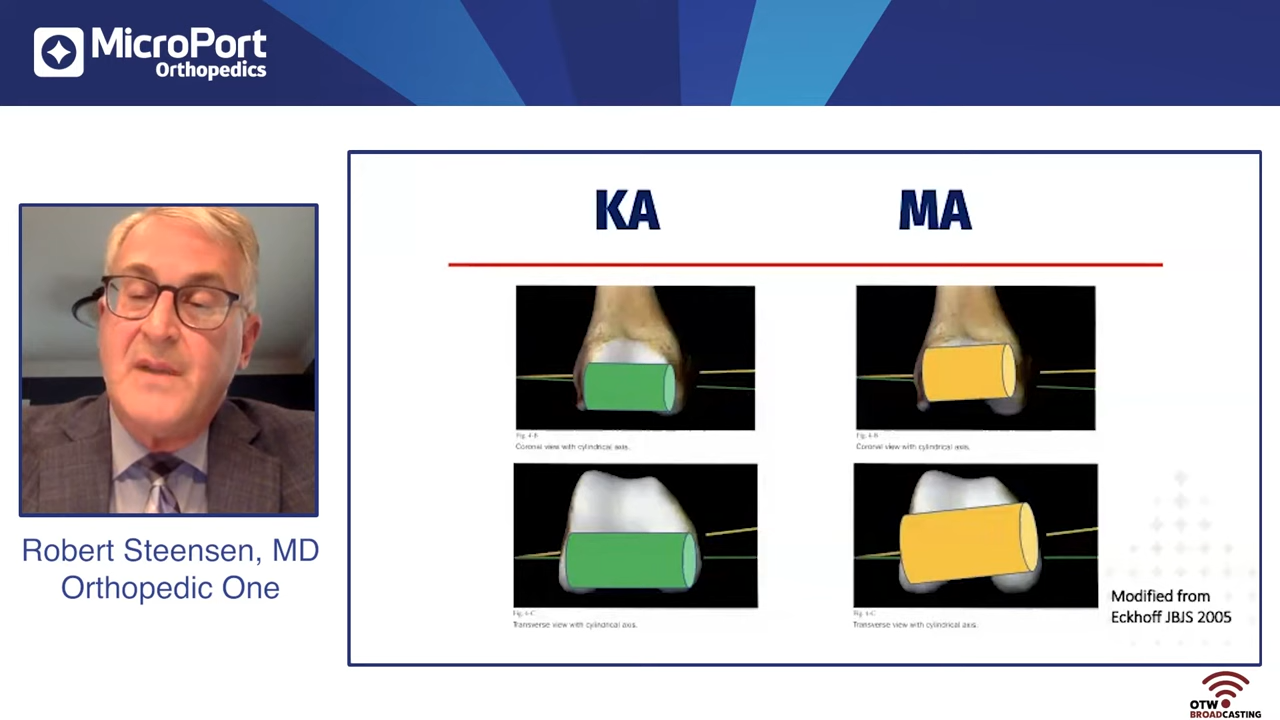 MicroPort
Orthopedics
KA
MA
Coronal view with cylindrical axis.
Coronal view with cylindrical axis.
Transverse view with cylindrical axis.
Transverse view with cylindrical axis.
Modified from
Eckhoff JBJS 2005
Robert Steensen, MD
Orthopedic One
OTW
BROADCASTING